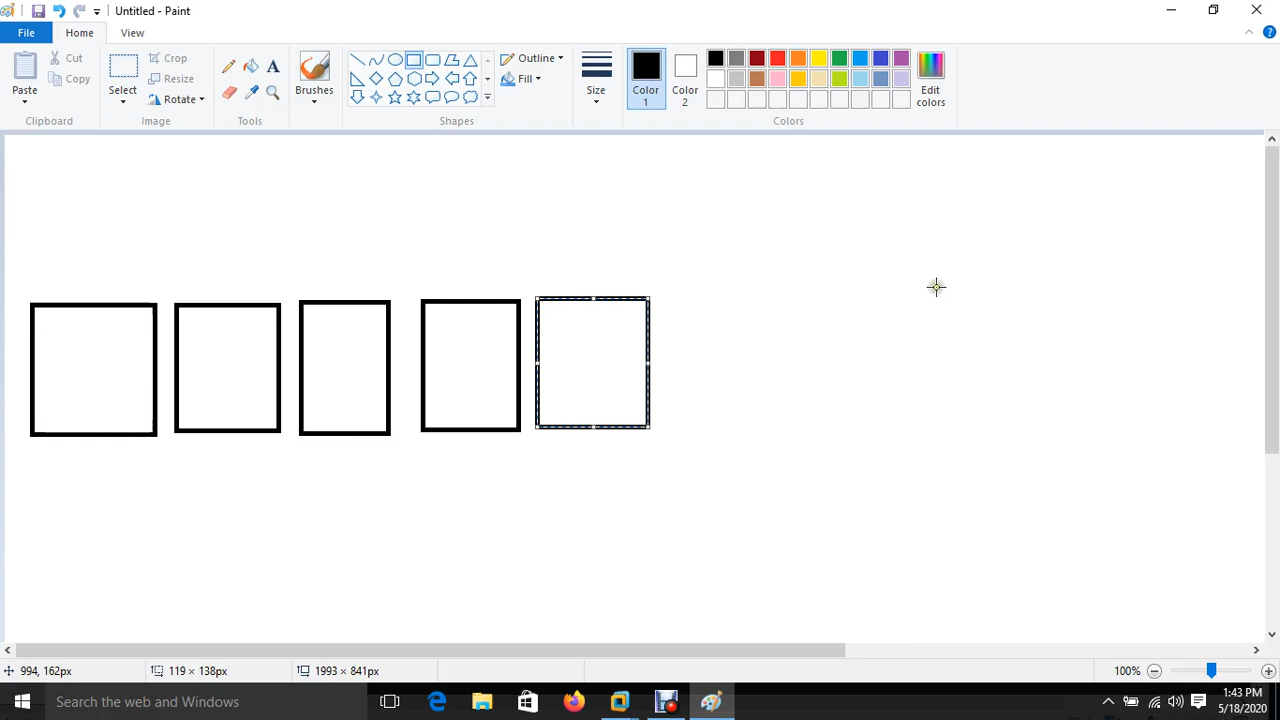 Untitled - Paint
File
Home
View
Paste
Cut
Copy
Clipboard
Select
Crop
Resize
Rotate
Image
A
Tools
Brushes
Outline
Fill
Shapes
Size
Color 1
Color 2
Edit colors
Colors
994, 162px
119 × 138px
1993 × 841px
100%
Search the web and Windows
1:43 PM
5/18/2020